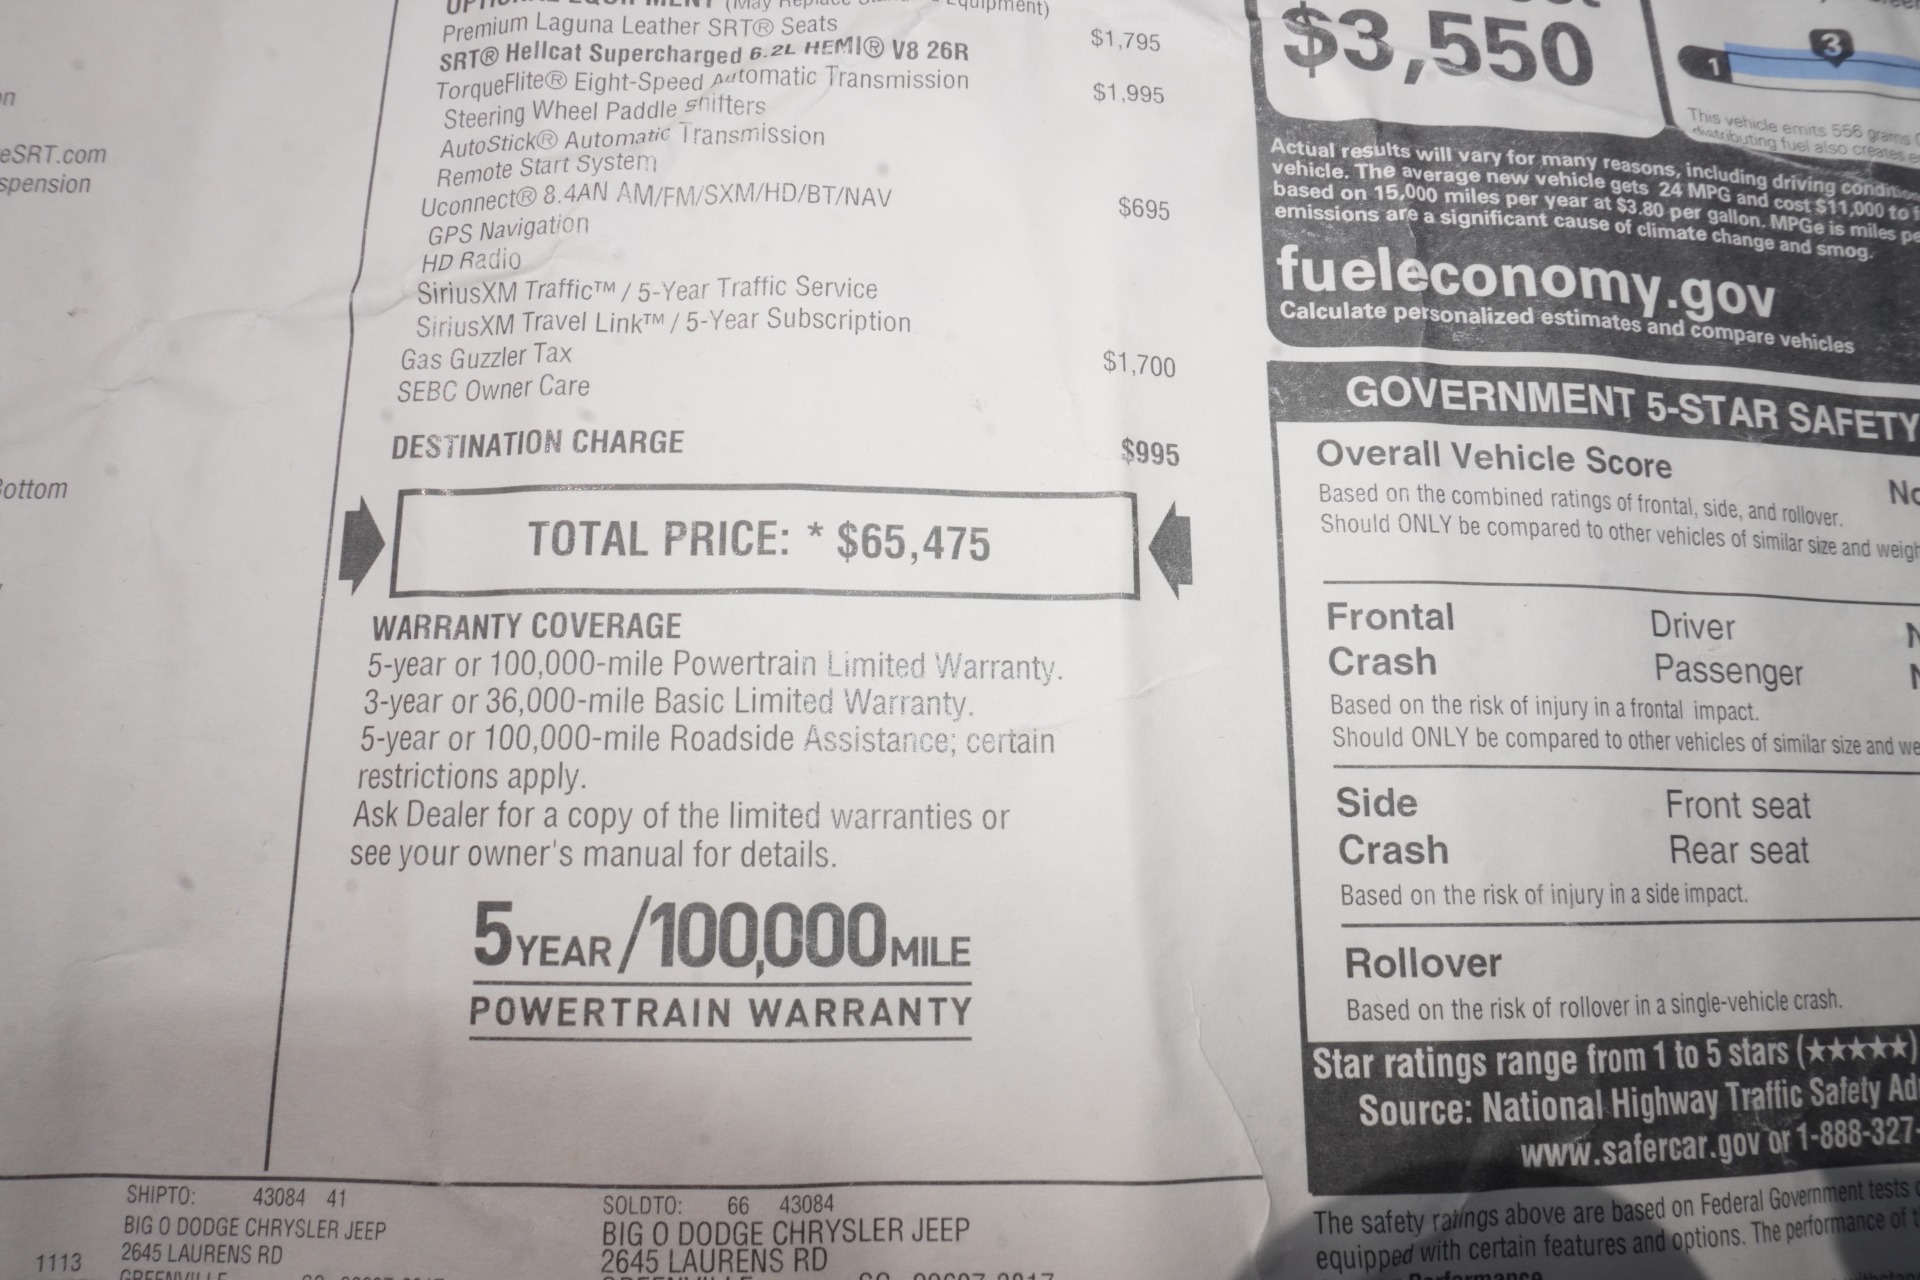 EQUIPMENT (May Replace Equipment)
Premium Laguna Leather SRT® Seats $1,795
SRT® Hellcat Supercharged 6.2L HEMI® V8 26R
TorqueFlite® Eight-Speed Automatic Transmission $1,995
Steering Wheel Paddle Shifters
AutoStick® Automatic Transmission
Remote Start System
Uconnect® 8.4AN AM/FM/SXM/HD/BT/NAV $695
GPS Navigation
HD Radio
SiriusXM Traffic™ / 5-Year Traffic Service
SiriusXM Travel Link™ / 5-Year Subscription
Gas Guzzler Tax $1,700
SEBC Owner Care
DESTINATION CHARGE $995
TOTAL PRICE: * $65,475
WARRANTY COVERAGE
5-year or 100,000-mile Powertrain Limited Warranty.
3-year or 36,000-mile Basic Limited Warranty.
5-year or 100,000-mile Roadside Assistance; certain
restrictions apply.
Ask Dealer for a copy of the limited warranties or
see your owner's manual for details.
5 YEAR/100,000 MILE
POWERTRAIN WARRANTY
eSRT.com
spension
ottom
$3,550
1
3
This vehicle emits 556 grams
distributing fuel also creates
Actual results will vary for many reasons, including driving
vehicle. The average new vehicle gets 24 MPG and cost $11,000 to
based on 15,000 miles per year at $3.80 per gallon. MPGe is miles
emissions are a significant cause of climate change and smog.
fueleconomy.gov
Calculate personalized estimates and compare vehicles
GOVERNMENT 5-STAR SAFETY
Overall Vehicle Score
Based on the combined ratings of frontal, side, and rollover.
Should ONLY be compared to other vehicles of similar size and
Frontal Driver
Crash Passenger
Based on the risk of injury in a frontal impact.
Should ONLY be compared to other vehicles of similar size and
Side Front seat
Crash Rear seat
Based on the risk of injury in a side impact.
Rollover
Based on the risk of rollover in a single-vehicle crash.
Star ratings range from 1 to 5 stars (★★★★★)
Source: National Highway Traffic Safety
www.safercar.gov or 1-888-327-
The safety ratings above are based on Federal Government tests
equipped with certain features and options. The performance of
SHIPTO: 43084 41
BIG O DODGE CHRYSLER JEEP
2645 LAURENS RD
1113
SOLDTO: 66 43084
BIG O DODGE CHRYSLER JEEP
2645 LAURENS RD